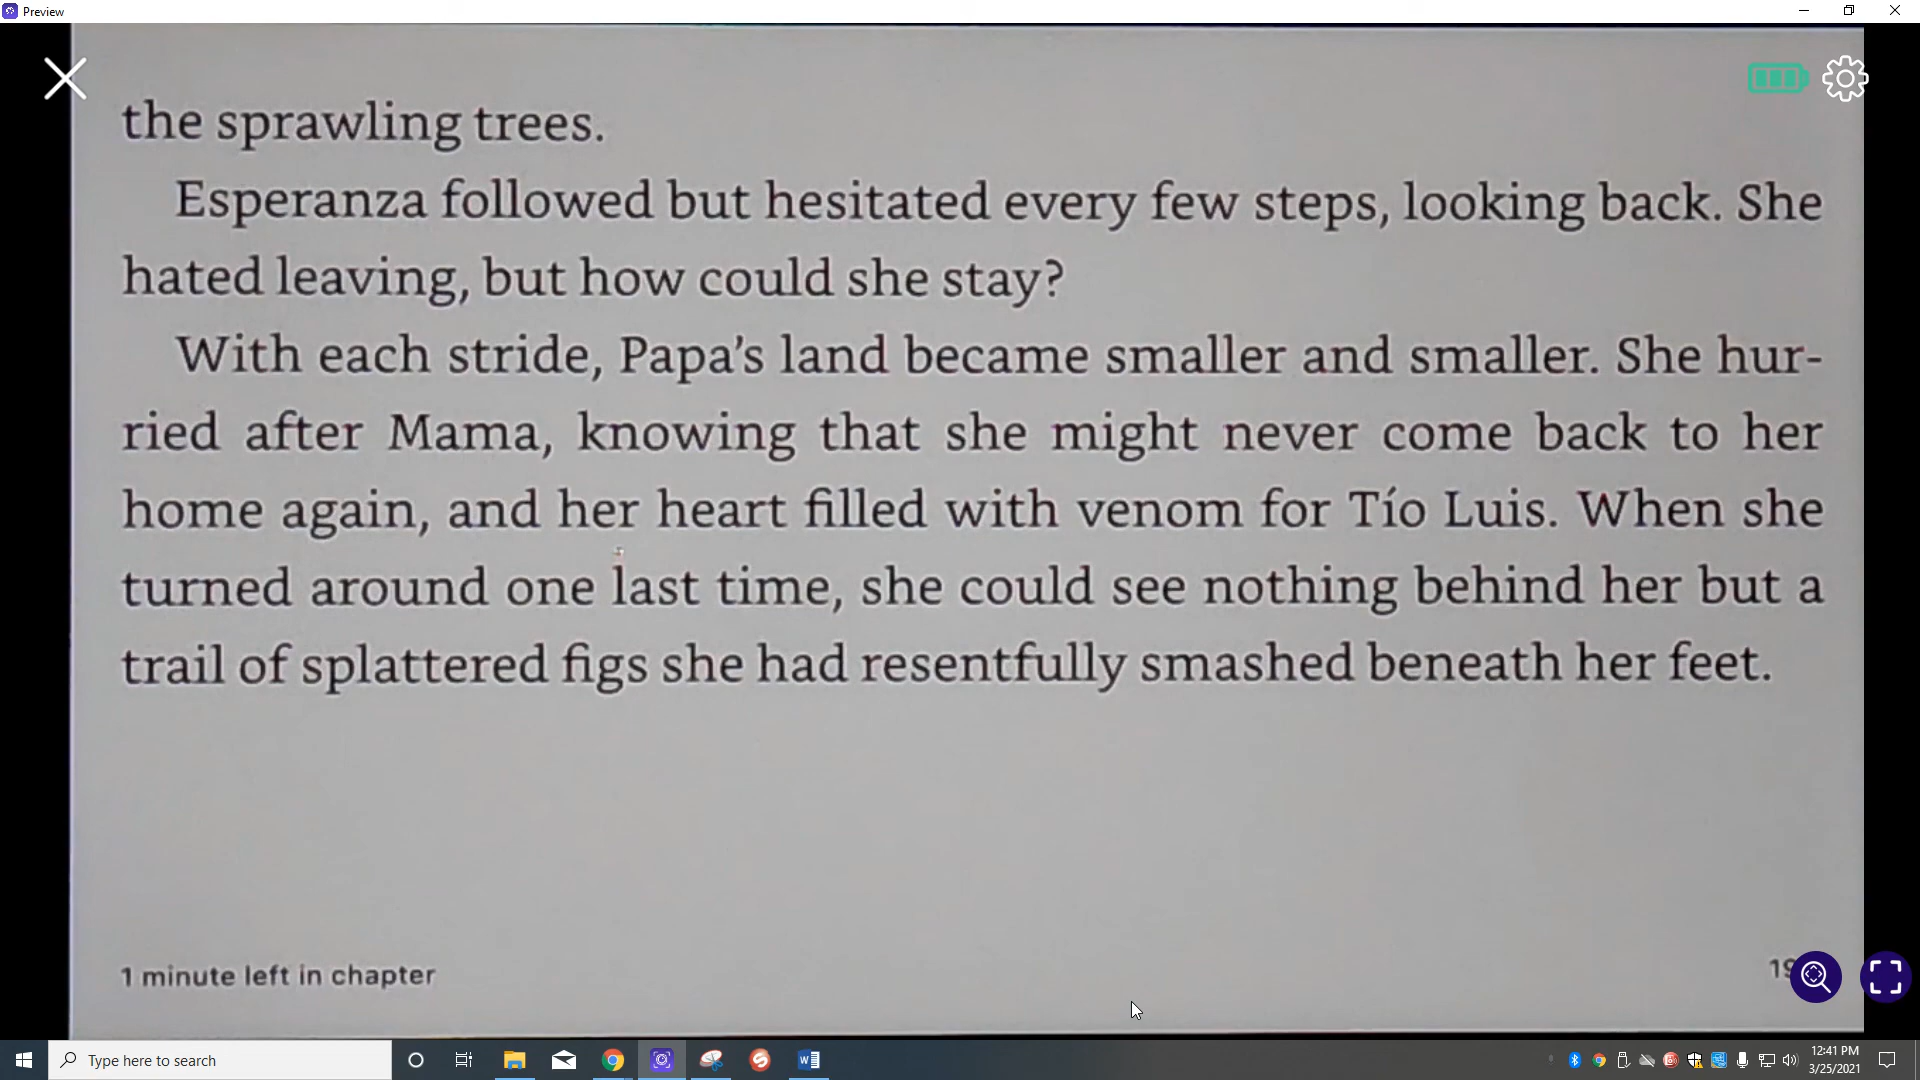 Preview
the sprawling trees.
Esperanza followed but hesitated every few steps, looking back. She
hated leaving, but how could she stay?
With each stride, Papa's land became smaller and smaller. She hur-
ried after Mama, knowing that she might never come back to her
home again, and her heart filled with venom for Tío Luis. When she
turned around one last time, she could see nothing behind her but a
trail of splattered figs she had resentfully smashed beneath her feet.
1 minute left in chapter
Type here to search
12:41 PM
3/25/2021